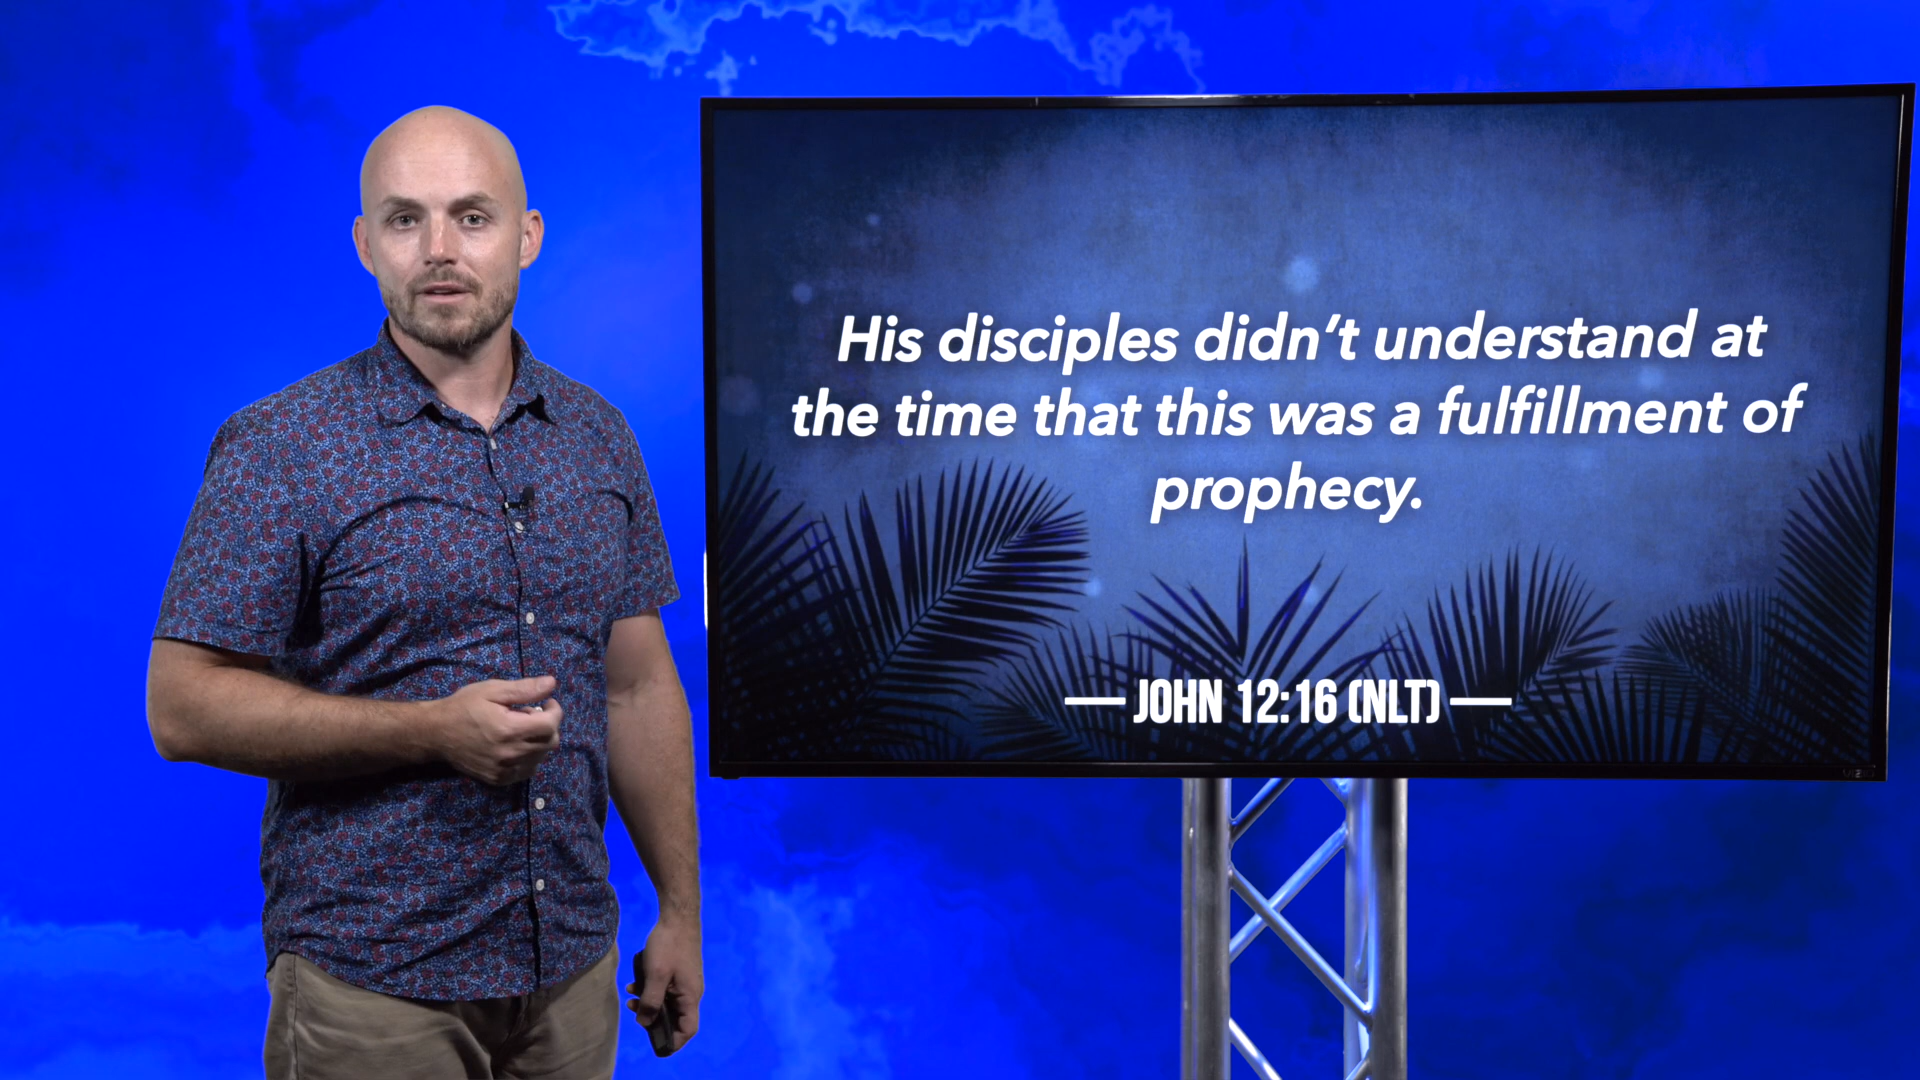 His disciples didn't understand at
the time that this was a fulfillment of
prophecy.
JOHN 12:16 (NLT)